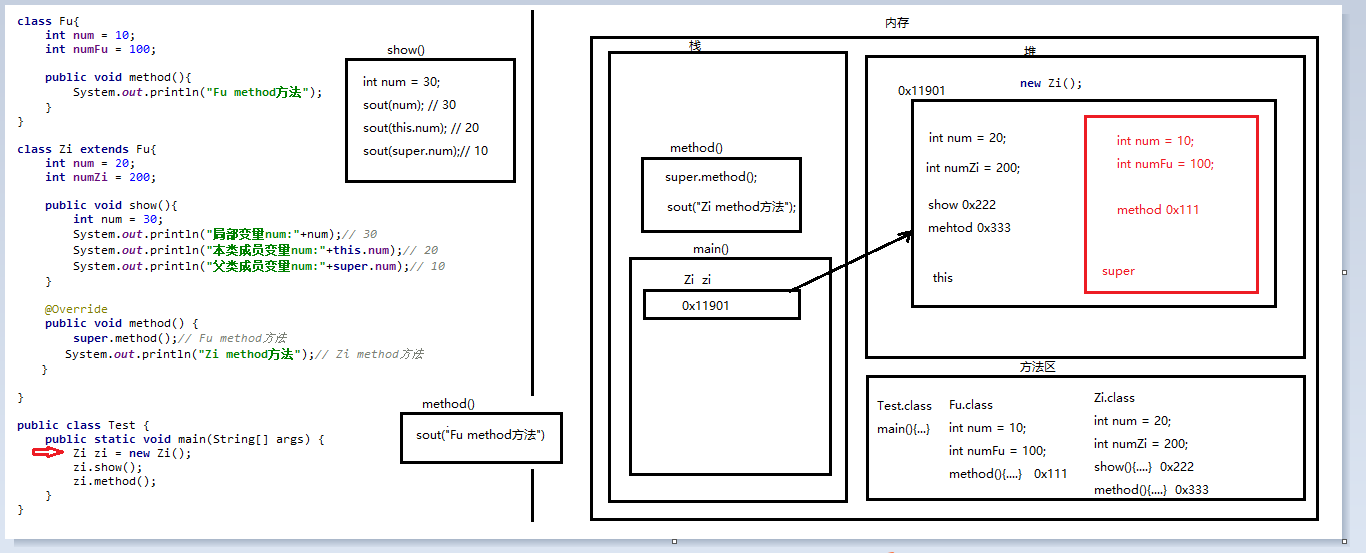 class Fu{
int num = 10;
int numFu = 100;
public void method(){
System.out.println("Fu method方法");
}
}
class Zi extends Fu{
int num = 20;
int numZi = 200;
public void show(){
int num = 30;
System.out.println("局部变量num:"+num);// 30
System.out.println("本类成员变量num:"+this.num);// 20
System.out.println("父类成员变量num:"+super.num);// 10
}
@Override
public void method() {
super.method();// Fu method方法
System.out.println("Zi method方法");// Zi method方法
}
}
public class Test {
public static void main(String[] args) {
Zi zi = new Zi();
zi.show();
zi.method();
}
}
show()
int num = 30;
sout(num); // 30
sout(this.num); // 20
sout(super.num);// 10
method()
sout("Fu method方法")
内存
栈
method()
super.method();
sout("Zi method方法");
main()
Zi zi
0x11901
堆
new Zi();
0x11901
int num = 20;
int numZi = 200;
show 0x222
mehtod 0x333
this
int num = 10;
int numFu = 100;
method 0x111
super
方法区
Test.class
main(){...}
Fu.class
int num = 10;
int numFu = 100;
method(){....} 0x111
Zi.class
int num = 20;
int numZi = 200;
show(){....} 0x222
method(){....} 0x333